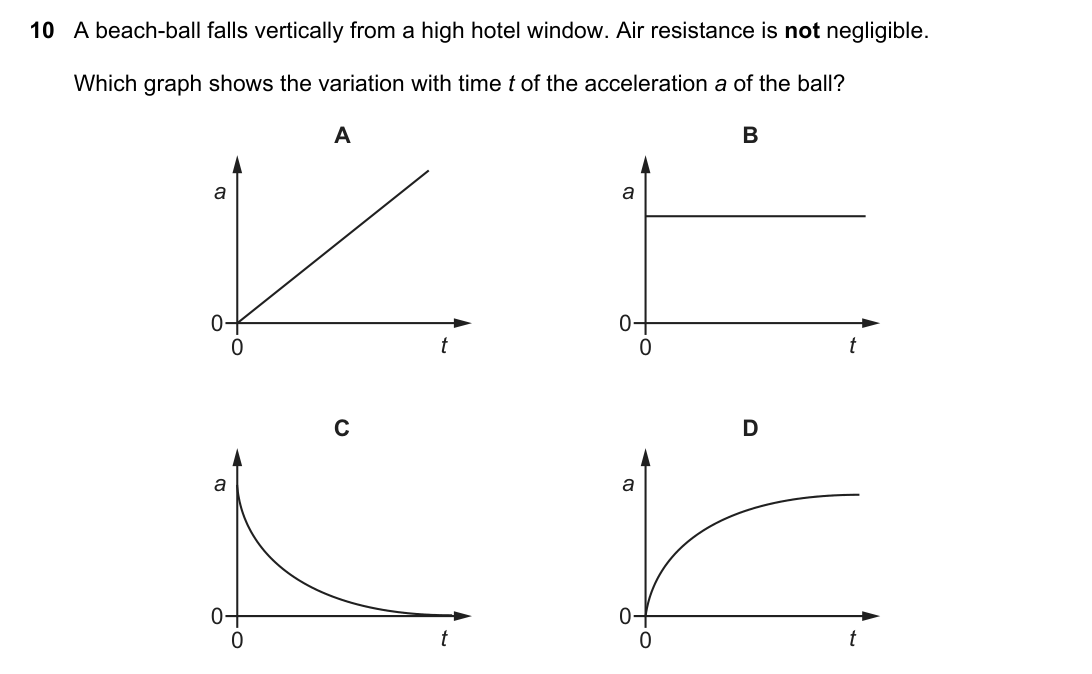 10 A beach-ball falls vertically from a high hotel window. Air resistance is not negligible.
Which graph shows the variation with time t of the acceleration a of the ball?
A
B
a
0
0
t
a
0
0
t
C
D
a
0
0
t
a
0
0
t